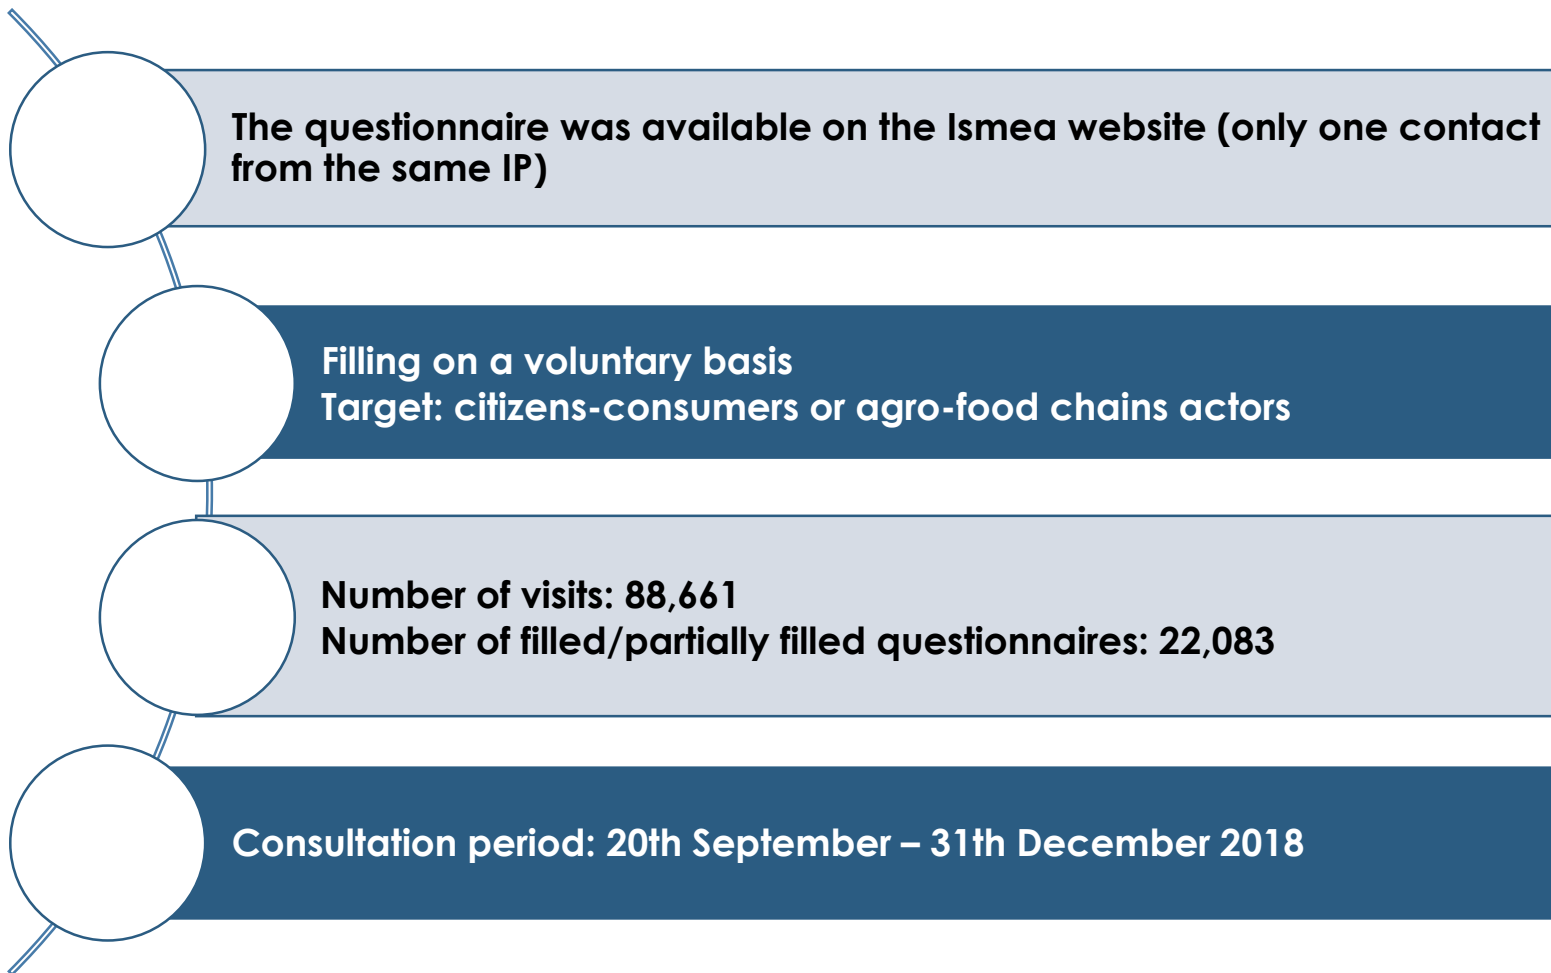 The questionnaire was available on the Ismea website (only one contact
from the same IP)
Filling on a voluntary basis
Target: citizens-consumers or agro-food chains actors
Number of visits: 88,661
Number of filled/partially filled questionnaires: 22,083
Consultation period: 20th September – 31th December 2018